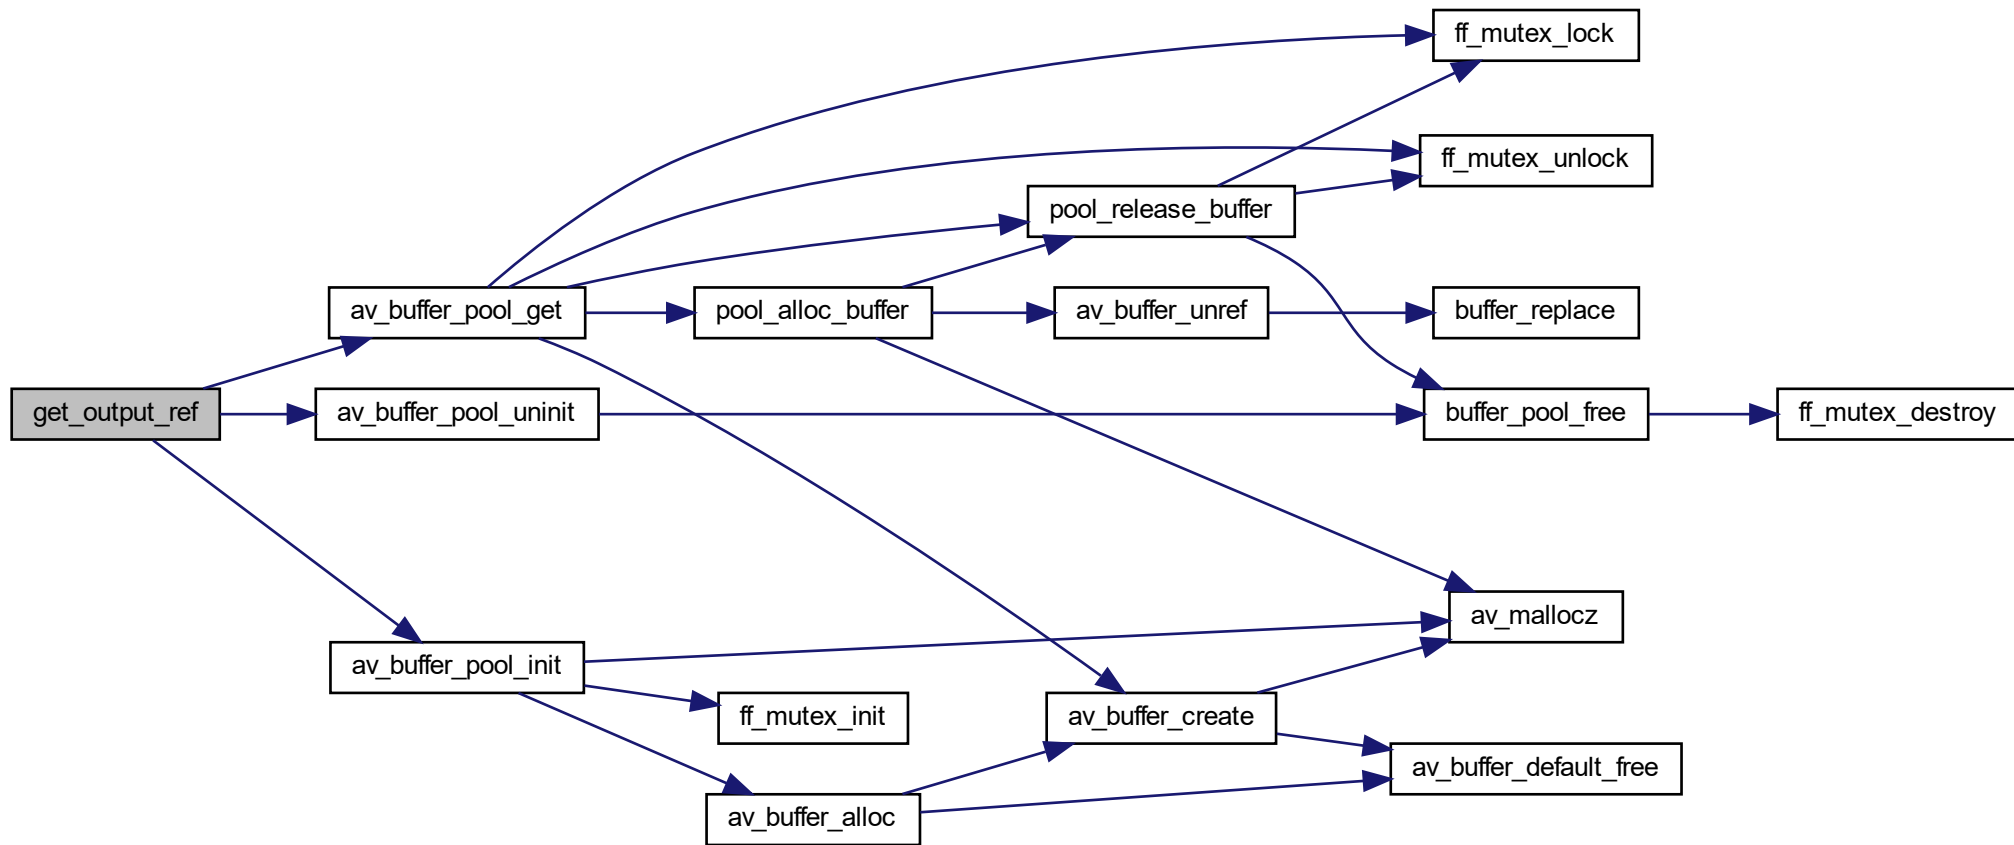 ff_mutex_lock
ff_mutex_unlock
pool_release_buffer
av_buffer_pool_get
pool_alloc_buffer
av_buffer_unref
buffer_replace
get_output_ref
av_buffer_pool_uninit
buffer_pool_free
ff_mutex_destroy
av_mallocz
av_buffer_pool_init
ff_mutex_init
av_buffer_create
av_buffer_default_free
av_buffer_alloc